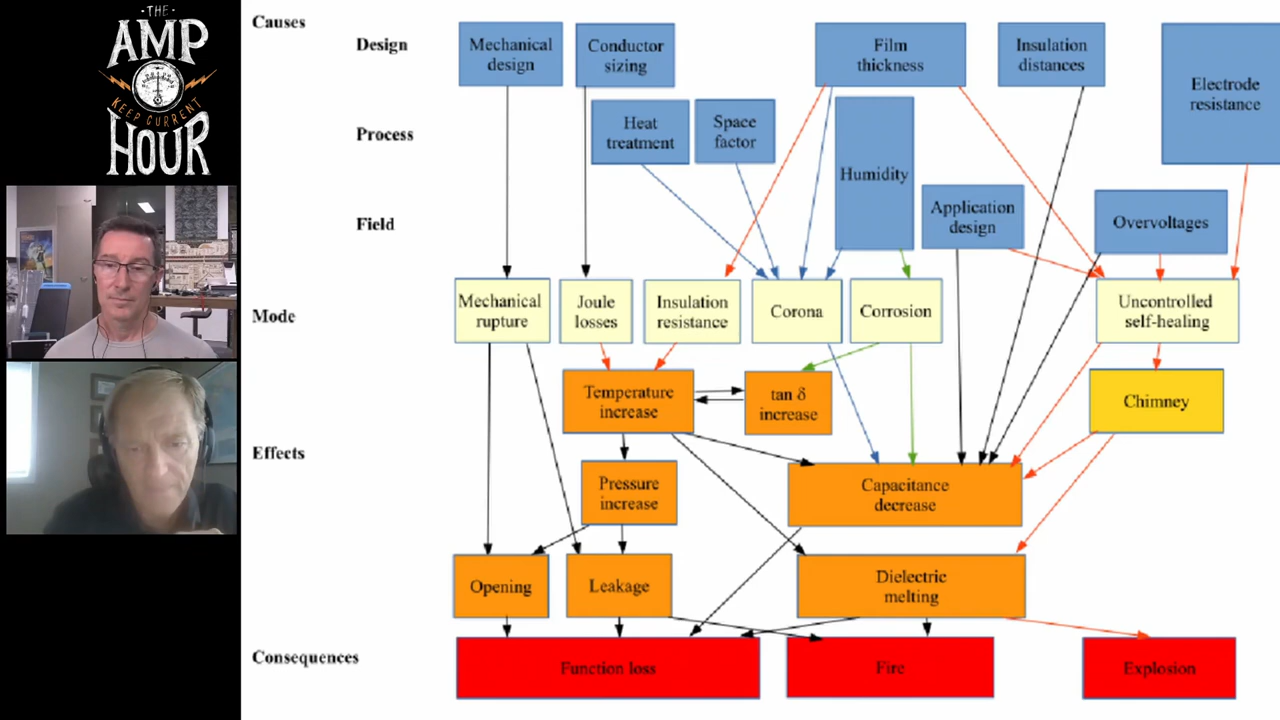 ·THE·
AMP
KEEP CURRENT
HOUR
Causes
Design
Mechanical
design
Conductor
sizing
Film
thickness
Insulation
distances
Electrode
resistance
Process
Heat
treatment
Space
factor
Humidity
Field
Application
design
Overvoltages
Mode
Mechanical
rupture
Joule
losses
Insulation
resistance
Corona
Corrosion
Uncontrolled
self-healing
Effects
Temperature
increase
tan δ
increase
Chimney
Pressure
increase
Capacitance
decrease
Opening
Leakage
Dielectric
melting
Consequences
Function loss
Fire
Explosion